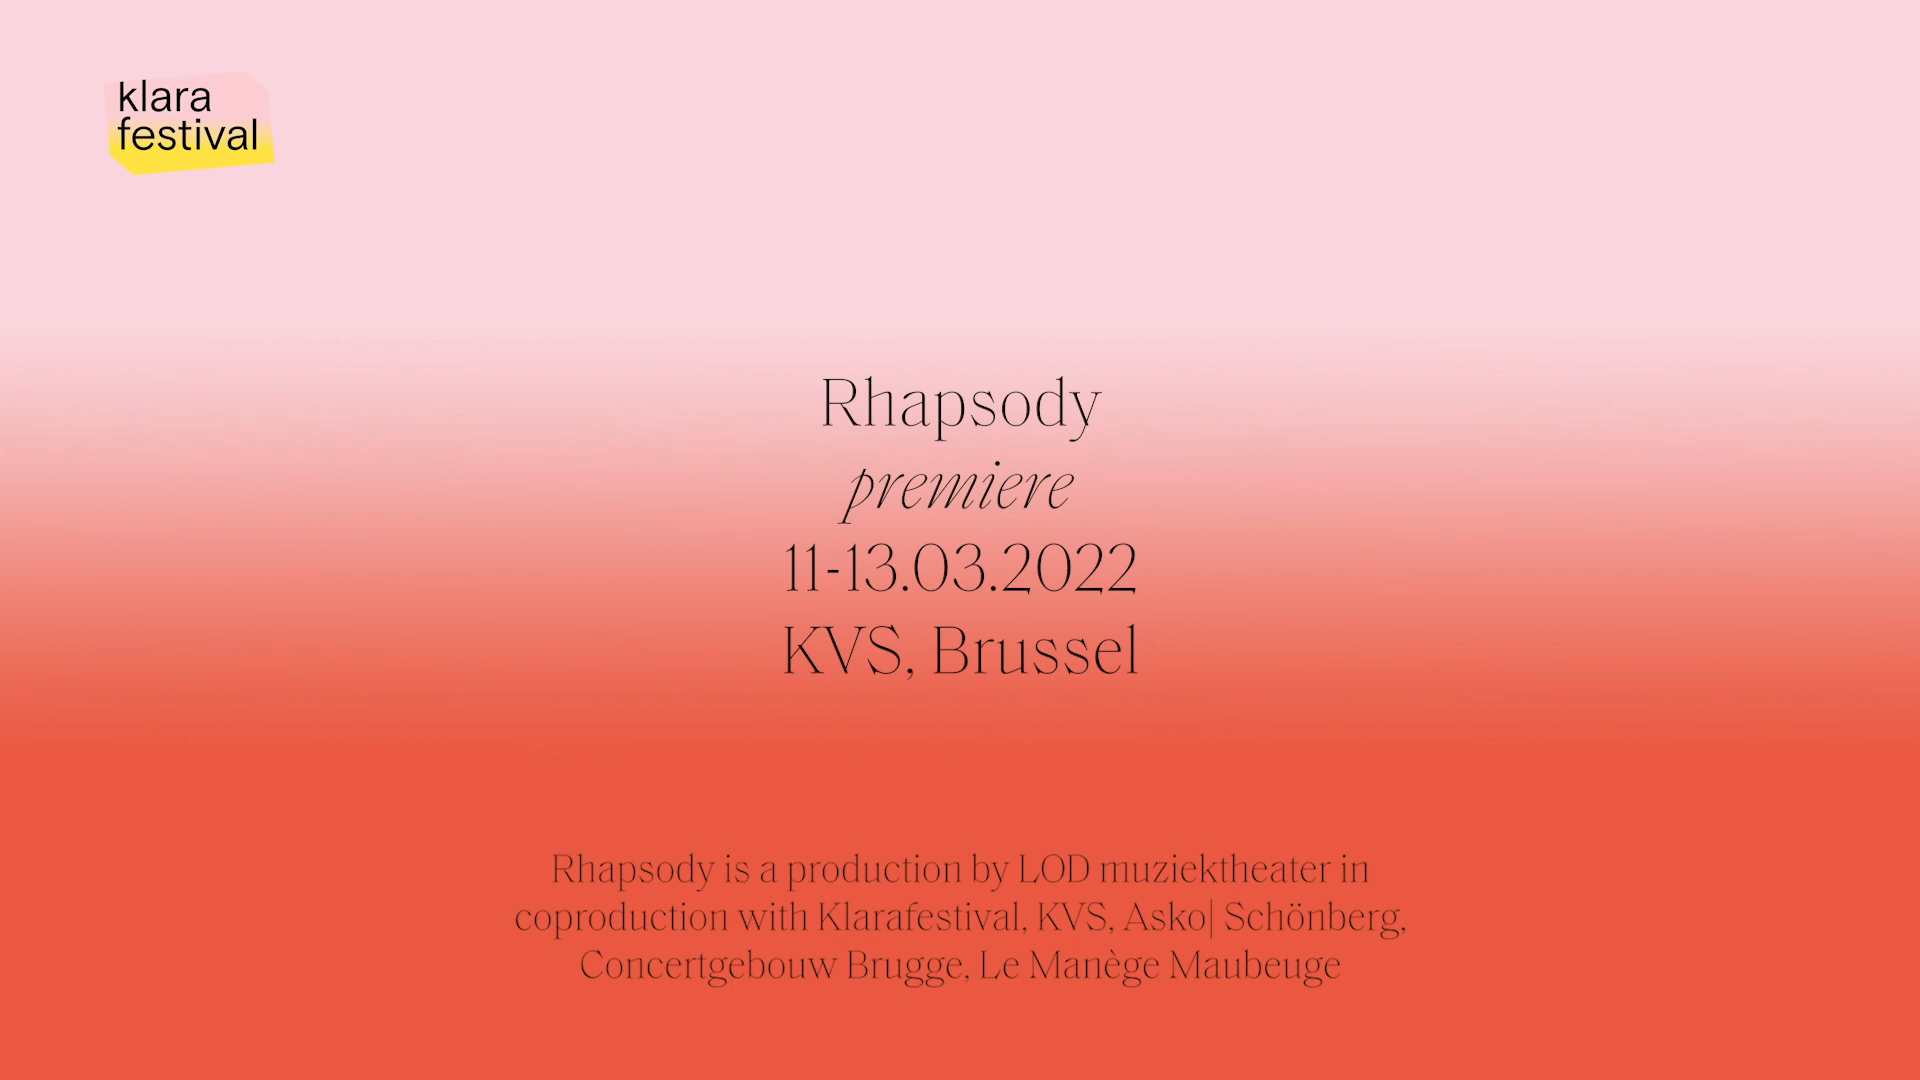 klara
festival
Rhapsody
premiere
11-13.03.2022
KVS, Brussel
Rhapsody is a production by LOD muziektheater in
coproduction with Klarafestival, KVS, Asko| Schönberg,
Concertgebouw Brugge, Le Manège Maubeuge